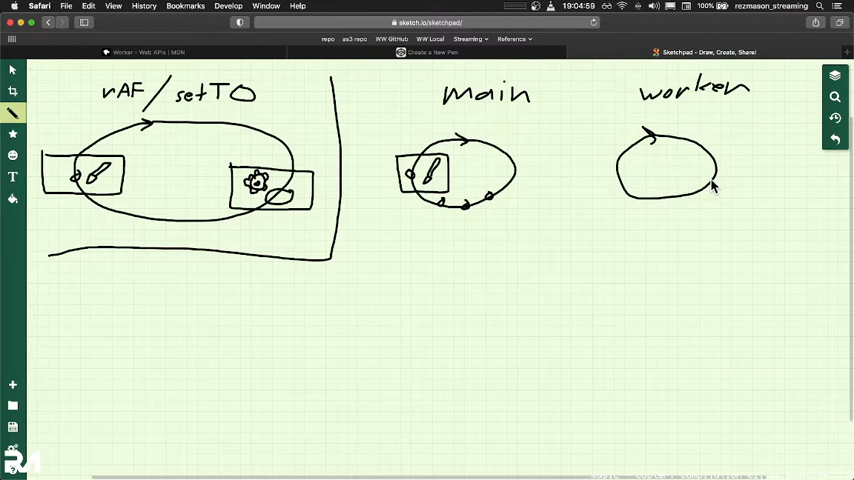 Safari File Edit View History Bookmarks Develop Window Help
100% 19:04:59 rezmason_streaming
sketch.io/sketchpad/
repo as3 repo WW GitHub WW Local Streaming Reference
Worker - Web APIs | MDN
Create a New Pen
Sketchpad - Draw, Create, Share!
rAF/setTO
main
worker
T
RM